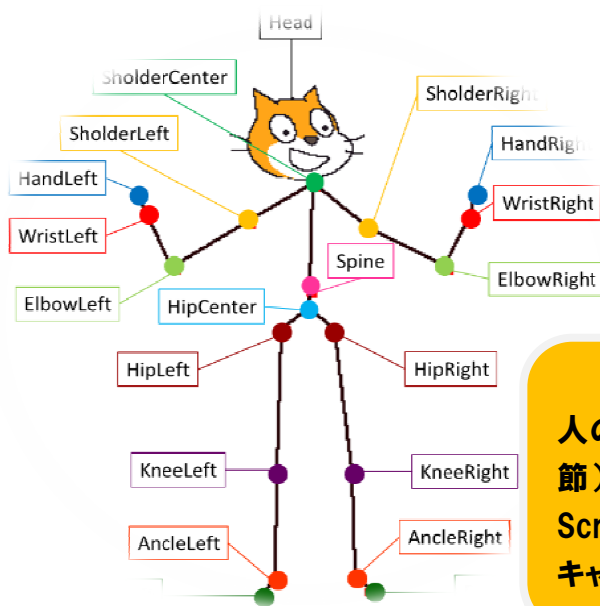 Head
SholderCenter
SholderRight
SholderLeft
HandRight
HandLeft
WristRight
WristLeft
Spine
ElbowRight
ElbowLeft
HipCenter
HipLeft
HipRight
人の
節）
Scr
キャ
KneeLeft
KneeRight
AncleLeft
AncleRight